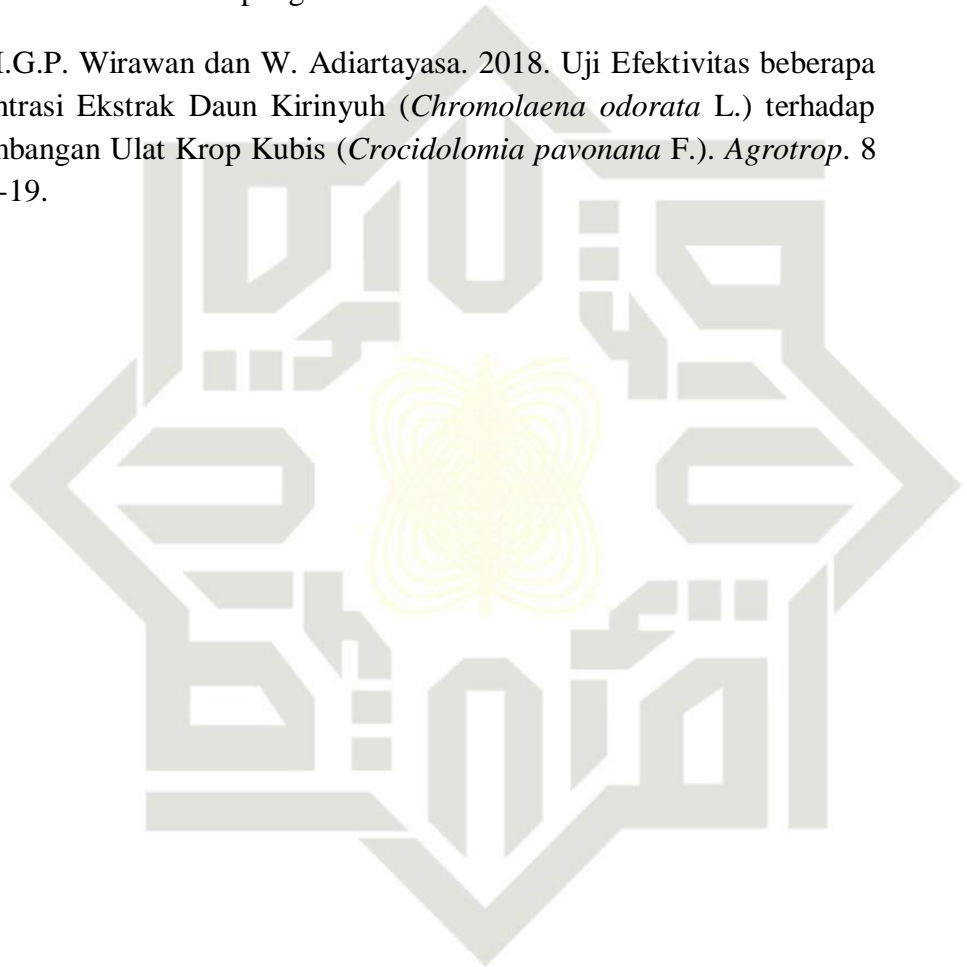 I.G.P. Wirawan dan W. Adiartayasa. 2018. Uji Efektivitas beberapa
ntrasi Ekstrak Daun Kirinyuh (Chromolaena odorata L.) terhadap
nbangan Ulat Krop Kubis (Crocidolomia pavonana F.). Agrotrop. 8
-19.